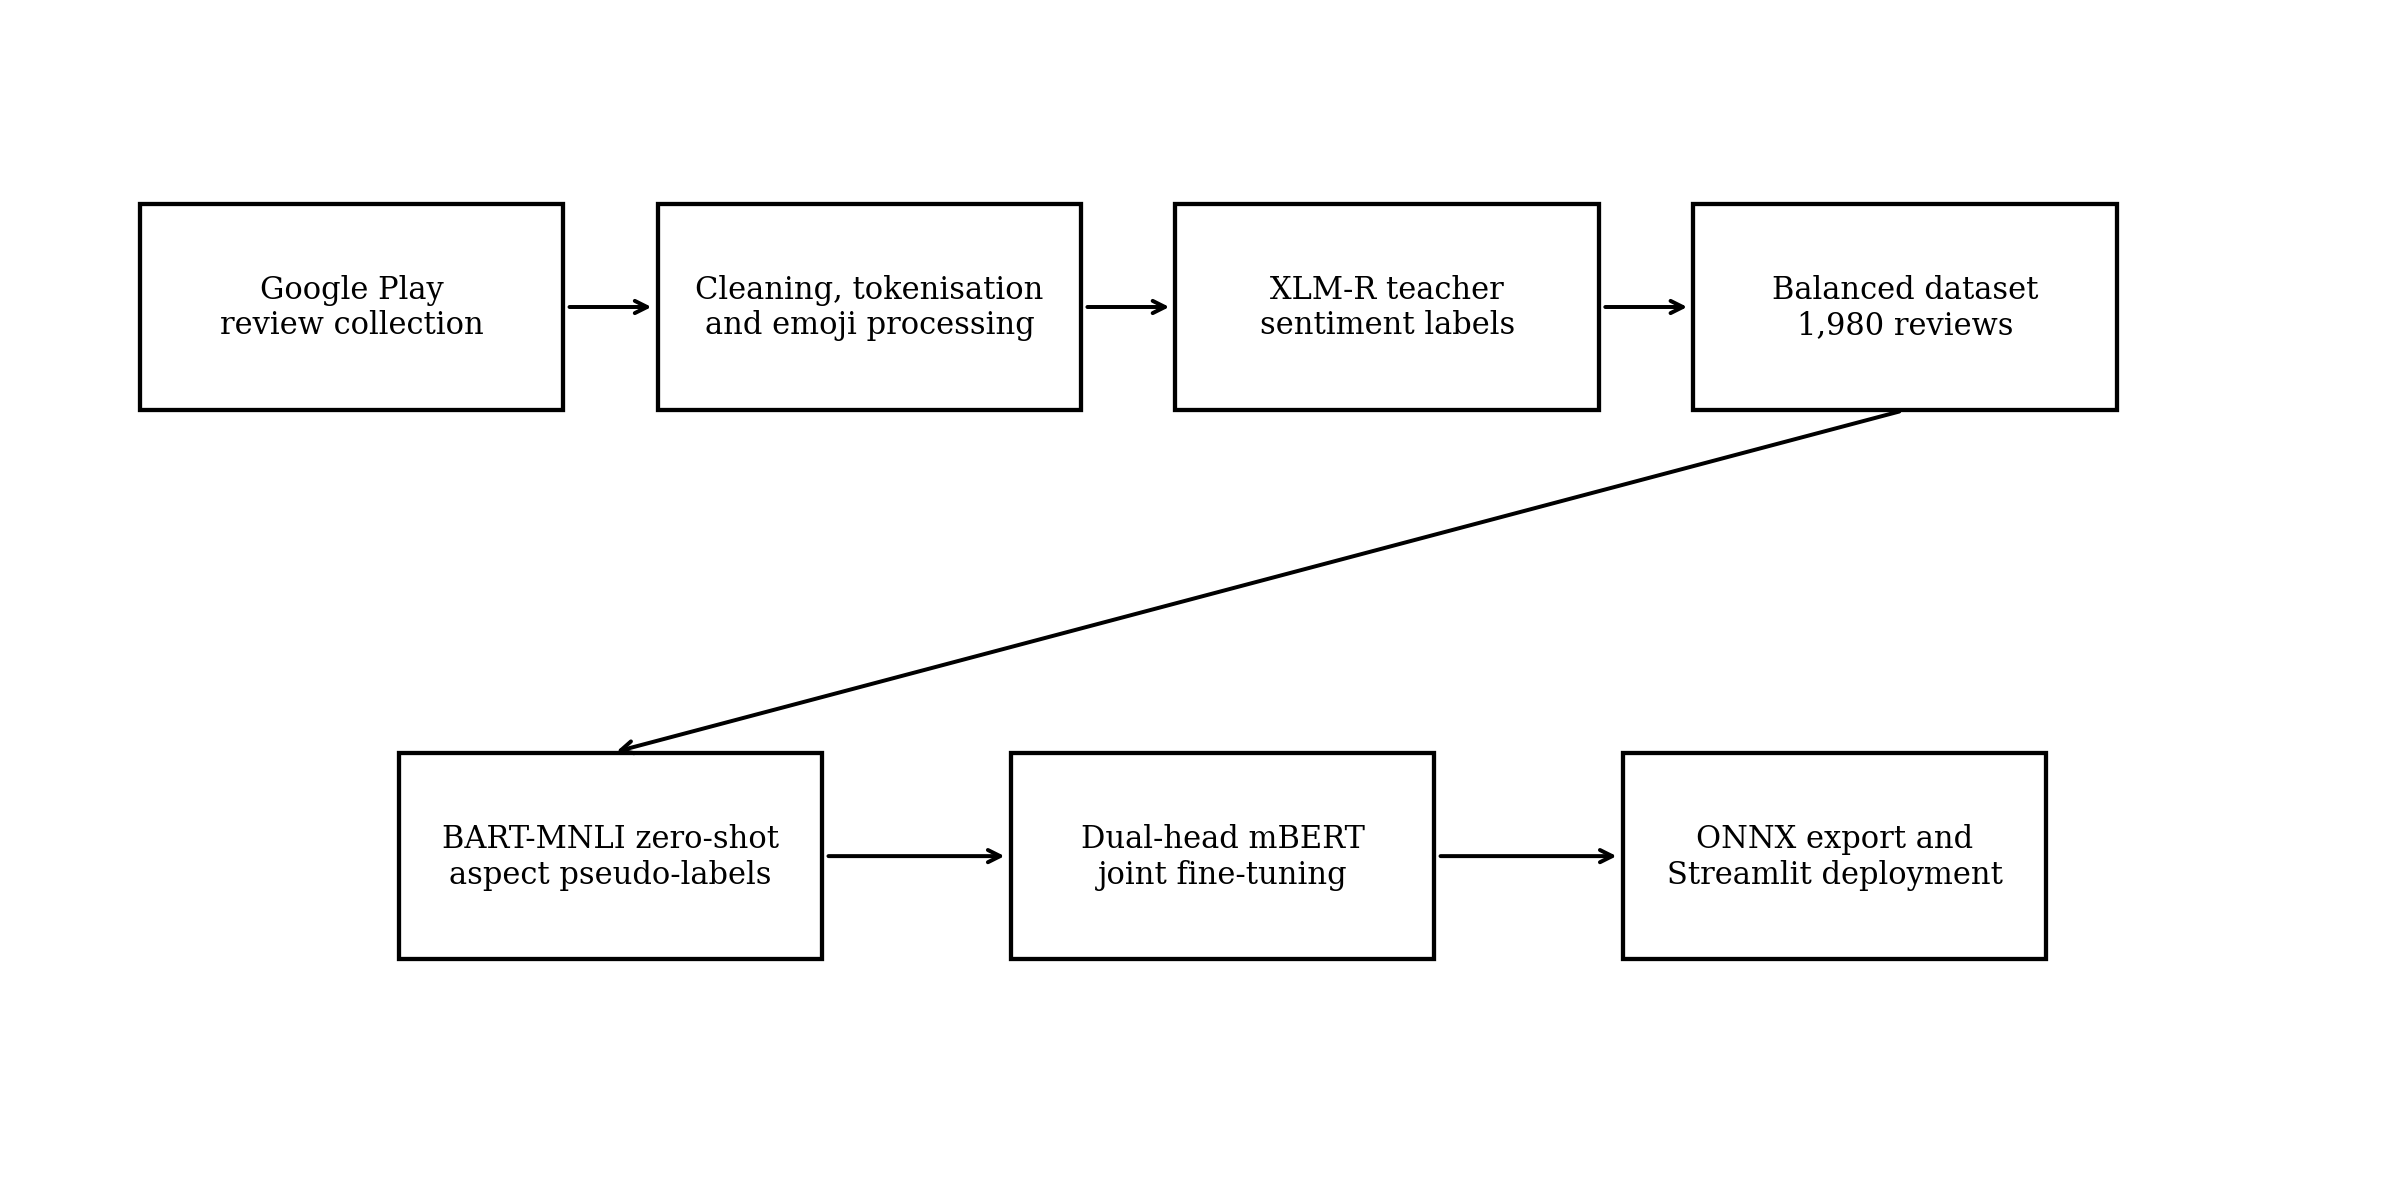 Google Play
review collection
Cleaning, tokenisation
and emoji processing
XLM-R teacher
sentiment labels
Balanced dataset
1,980 reviews
BART-MNLI zero-shot
aspect pseudo-labels
Dual-head mBERT
joint fine-tuning
ONNX export and
Streamlit deployment